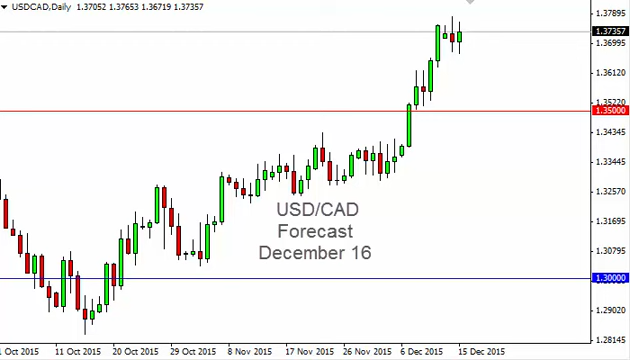 USDCAD,Daily 1.37052 1.37653 1.36719 1.37357
1.37895
1.37357
1.36995
1.36120
1.35220
1.35000
1.34345
1.33445
1.32570
1.31695
1.30795
1.30000
1.29020
1.28145
USD/CAD
Forecast
December 16
1 Oct 2015 11 Oct 2015 20 Oct 2015 29 Oct 2015 8 Nov 2015 17 Nov 2015 26 Nov 2015 6 Dec 2015 15 Dec 2015